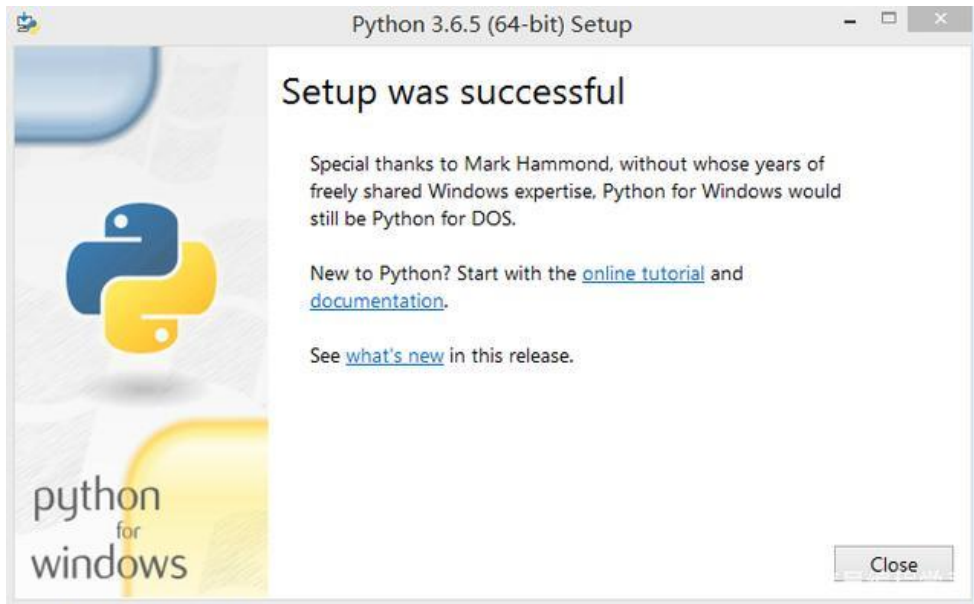 Python 3.6.5 (64-bit) Setup
Setup was successful
Special thanks to Mark Hammond, without whose years of
freely shared Windows expertise, Python for Windows would
still be Python for DOS.
New to Python? Start with the online tutorial and
documentation.
See what's new in this release.
python
for
windows
Close